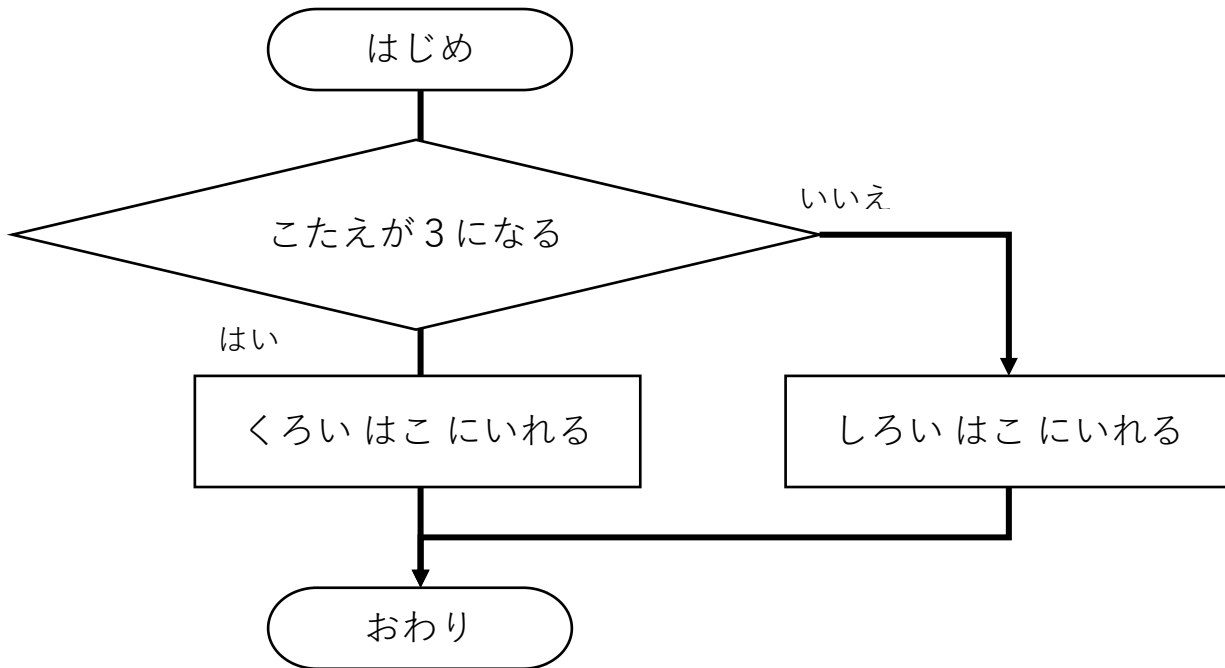 はじめ
こたえが 3 になる
いいえ
はい
くろい はこ にいれる
しろい はこ にいれる
おわり